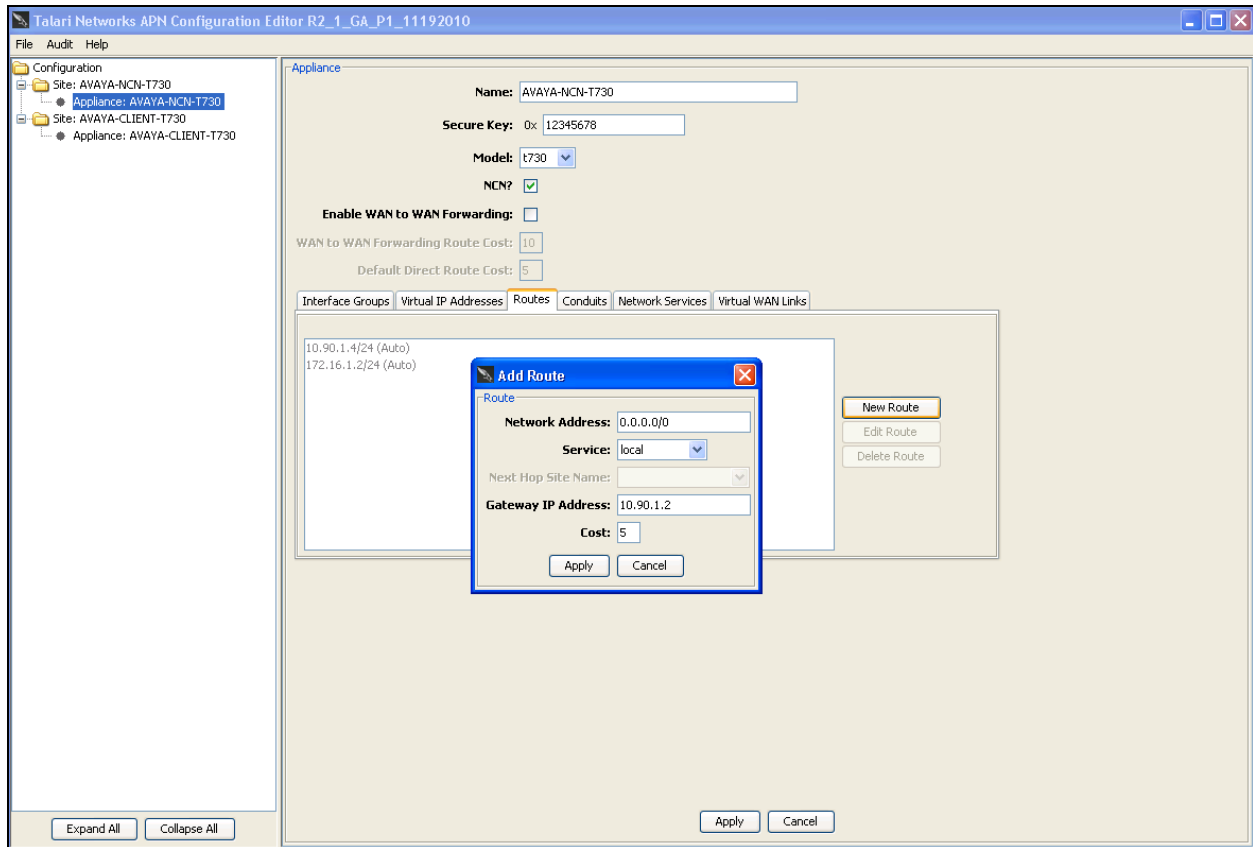 Talari Networks APN Configuration Editor R2_1_GA_P1_11192010
File Audit Help
Configuration
Site: AVAYA-NCN-T730
Appliance: AVAYA-NCN-T730
Site: AVAYA-CLIENT-T730
Appliance: AVAYA-CLIENT-T730
Expand All Collapse All
Appliance
Name: AVAYA-NCN-T730
Secure Key: 0x 12345678
Model: t730
NCN?
Enable WAN to WAN Forwarding:
WAN to WAN Forwarding Route Cost: 10
Default Direct Route Cost: 5
Interface Groups Virtual IP Addresses Routes Conduits Network Services Virtual WAN Links
10.90.1.4/24 (Auto)
172.16.1.2/24 (Auto)
New Route
Edit Route
Delete Route
Add Route
Route
Network Address: 0.0.0.0/0
Service: local
Next Hop Site Name:
Gateway IP Address: 10.90.1.2
Cost: 5
Apply Cancel
Apply Cancel